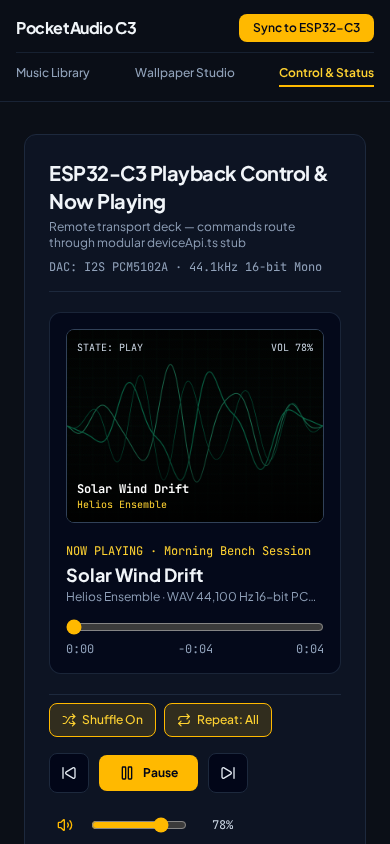 PocketAudio C3
Sync to ESP32-C3
Music Library
Wallpaper Studio
Control & Status
ESP32-C3 Playback Control &
Now Playing
Remote transport deck — commands route
through modular deviceApi.ts stub
DAC: I2S PCM5102A · 44.1kHz 16-bit Mono
STATE: PLAY
VOL 78%
Solar Wind Drift
Helios Ensemble
NOW PLAYING · Morning Bench Session
Solar Wind Drift
Helios Ensemble · WAV 44,100 Hz 16-bit PC...
0:00
-0:04
0:04
Shuffle On
Repeat: All
Pause
78%